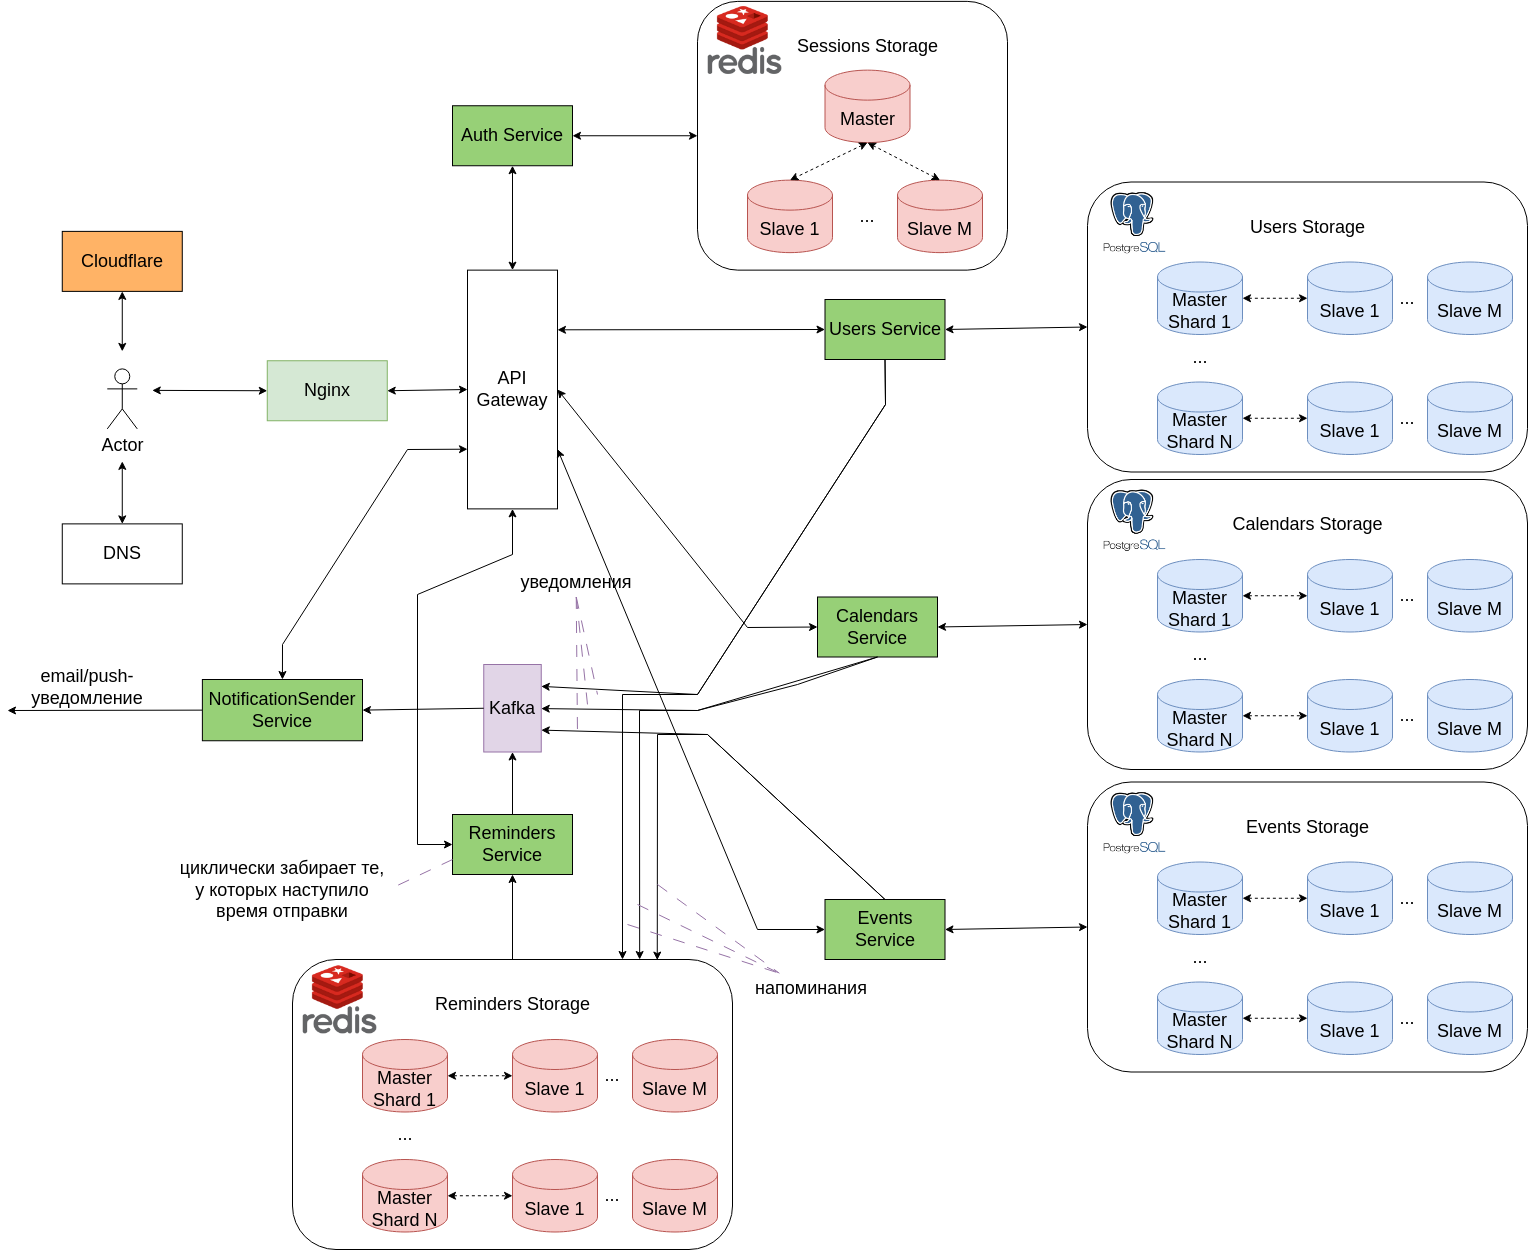 redis
Sessions Storage
Master
Slave 1
...
Slave M
Auth Service
Cloudflare
Actor
DNS
Nginx
API
Gateway
Users Service
PostgreSQL
Users Storage
Master
Shard 1
Slave 1
...
Slave M
...
Master
Shard N
Slave 1
...
Slave M
PostgreSQL
Calendars Storage
Master
Shard 1
Slave 1
...
Slave M
...
Master
Shard N
Slave 1
...
Slave M
Calendars
Service
уведомления
email/push-
уведомление
NotificationSender
Service
Kafka
Reminders
Service
циклически забирает те,
у которых наступило
время отправки
Events
Service
напоминания
PostgreSQL
Events Storage
Master
Shard 1
Slave 1
...
Slave M
...
Master
Shard N
Slave 1
...
Slave M
redis
Reminders Storage
Master
Shard 1
Slave 1
...
Slave M
...
Master
Shard N
Slave 1
...
Slave M